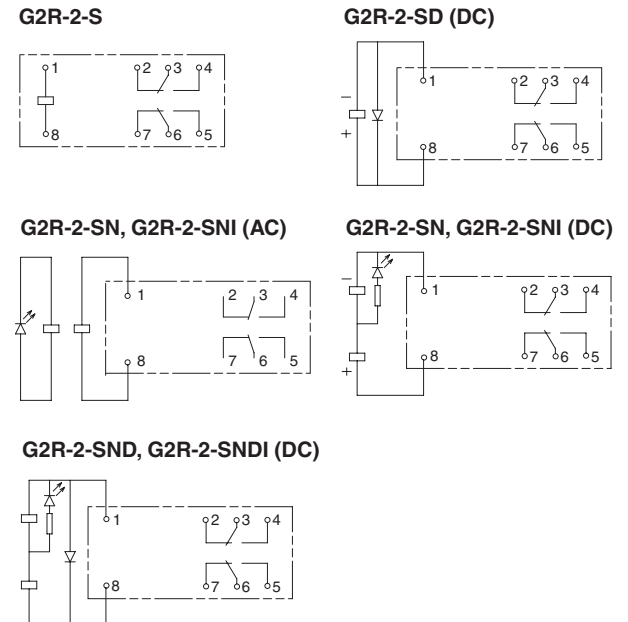 G2R-2-S
1 2 3 4
8 7 6 5
G2R-2-SD (DC)
1 2 3 4
−
+
8 7 6 5
G2R-2-SN, G2R-2-SNI (AC)
1 2 3 4
8 7 6 5
G2R-2-SN, G2R-2-SNI (DC)
−
1 2 3 4
8 7 6 5
+
G2R-2-SND, G2R-2-SNDI (DC)
1 2 3 4
8 7 6 5